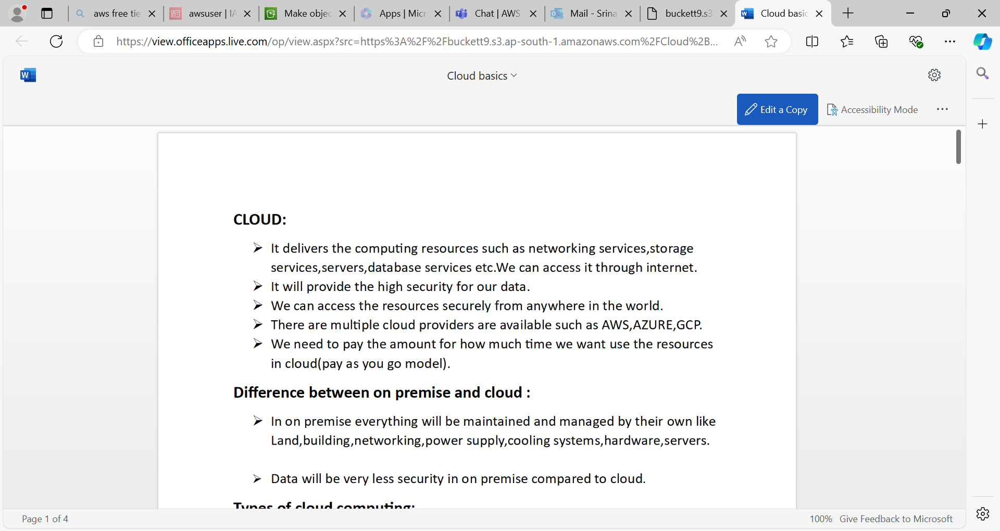 aws free tie
awsuser | IA
Make objec
Apps | Micr
Chat | AWS
Mail - Srina
buckett9.s3
Cloud basic
https://view.officeapps.live.com/op/view.aspx?src=https%3A%2F%2Fbuckett9.s3.ap-south-1.amazonaws.com%2FCloud%2B...
Cloud basics
Edit a Copy
Accessibility Mode
CLOUD:
It delivers the computing resources such as networking services,storage
services,servers,database services etc.We can access it through internet.
It will provide the high security for our data.
We can access the resources securely from anywhere in the world.
There are multiple cloud providers are available such as AWS,AZURE,GCP.
We need to pay the amount for how much time we want use the resources
in cloud(pay as you go model).
Difference between on premise and cloud :
In on premise everything will be maintained and managed by their own like
Land,building,networking,power supply,cooling systems,hardware,servers.
Data will be very less security in on premise compared to cloud.
Types of cloud computing:
Page 1 of 4
100%
Give Feedback to Microsoft